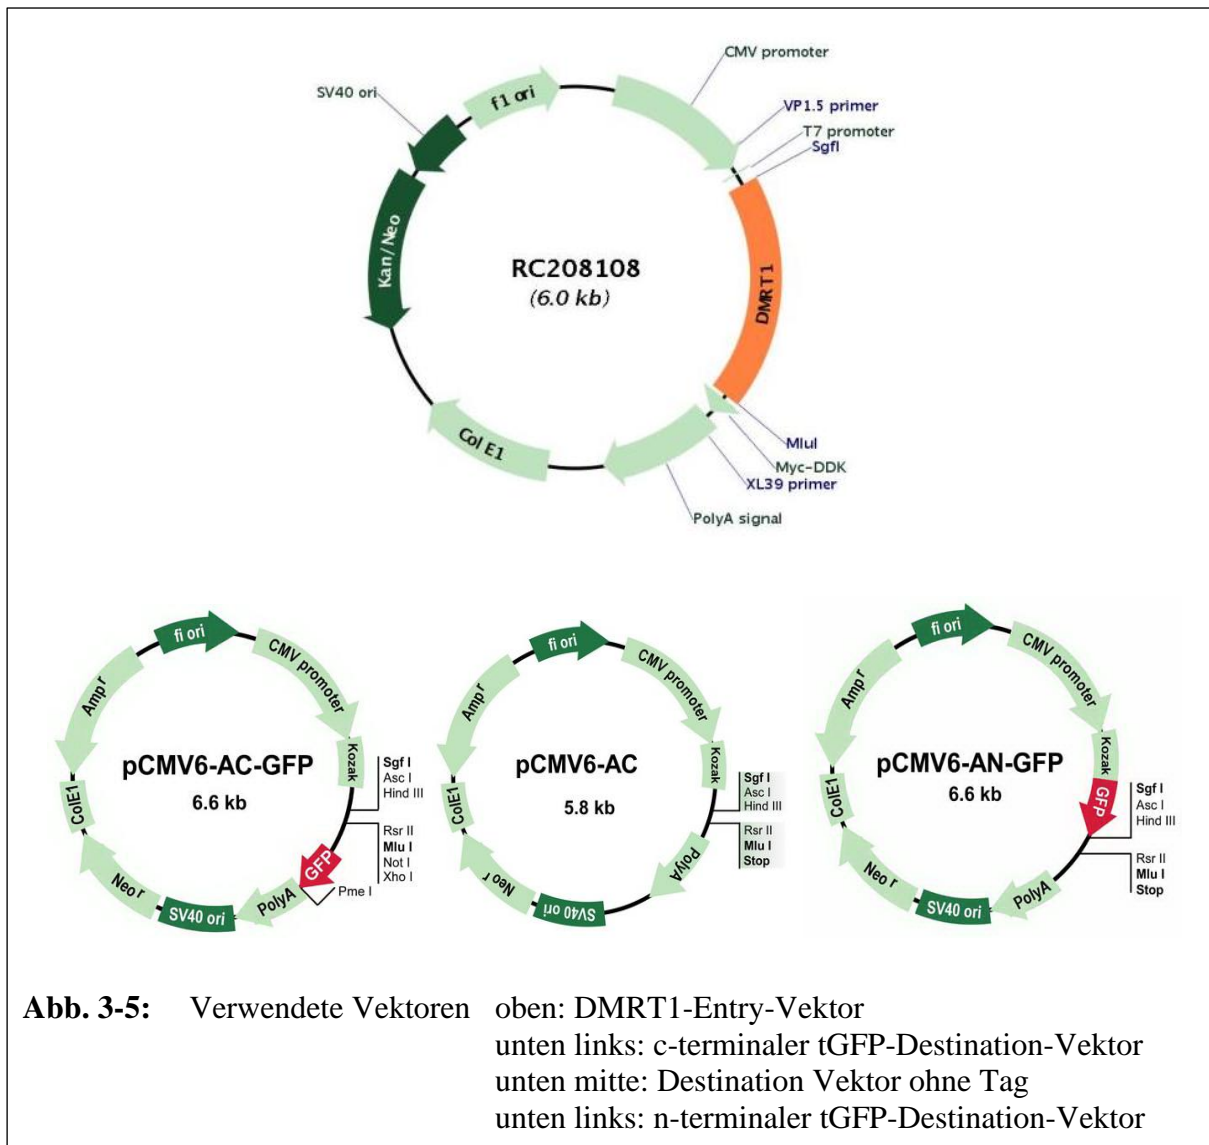 CMV promoter
SV40 ori
f1 ori
VP1.5 primer
T7 promoter
SgfI
Kan/Neo
RC208108
(6.0 kb)
DMRT1
Col E1
MluI
Myc-DDK
XL39 primer
PolyA signal
fi ori
CMV promoter
Amp r
Kozak
pCMV6-AC-GFP
6.6 kb
Sgf I
Asc I
Hind III
ColE1
Rsr II
Mlu I
Not I
Xho I
GFP
Pme I
Neo r
PolyA
SV40 ori
fi ori
CMV promoter
Amp r
Kozak
pCMV6-AC
5.8 kb
Sgf I
Asc I
Hind III
ColE1
Rsr II
Mlu I
Stop
PolyA
Neo r
SV40 ori
fi ori
CMV promoter
Amp r
Kozak
pCMV6-AN-GFP
6.6 kb
GFP
Sgf I
Asc I
Hind III
ColE1
Rsr II
Mlu I
Stop
Neo r
PolyA
SV40 ori
Abb. 3-5: Verwendete Vektoren oben: DMRT1-Entry-Vektor
unten links: c-terminaler tGFP-Destination-Vektor
unten mitte: Destination Vektor ohne Tag
unten links: n-terminaler tGFP-Destination-Vektor